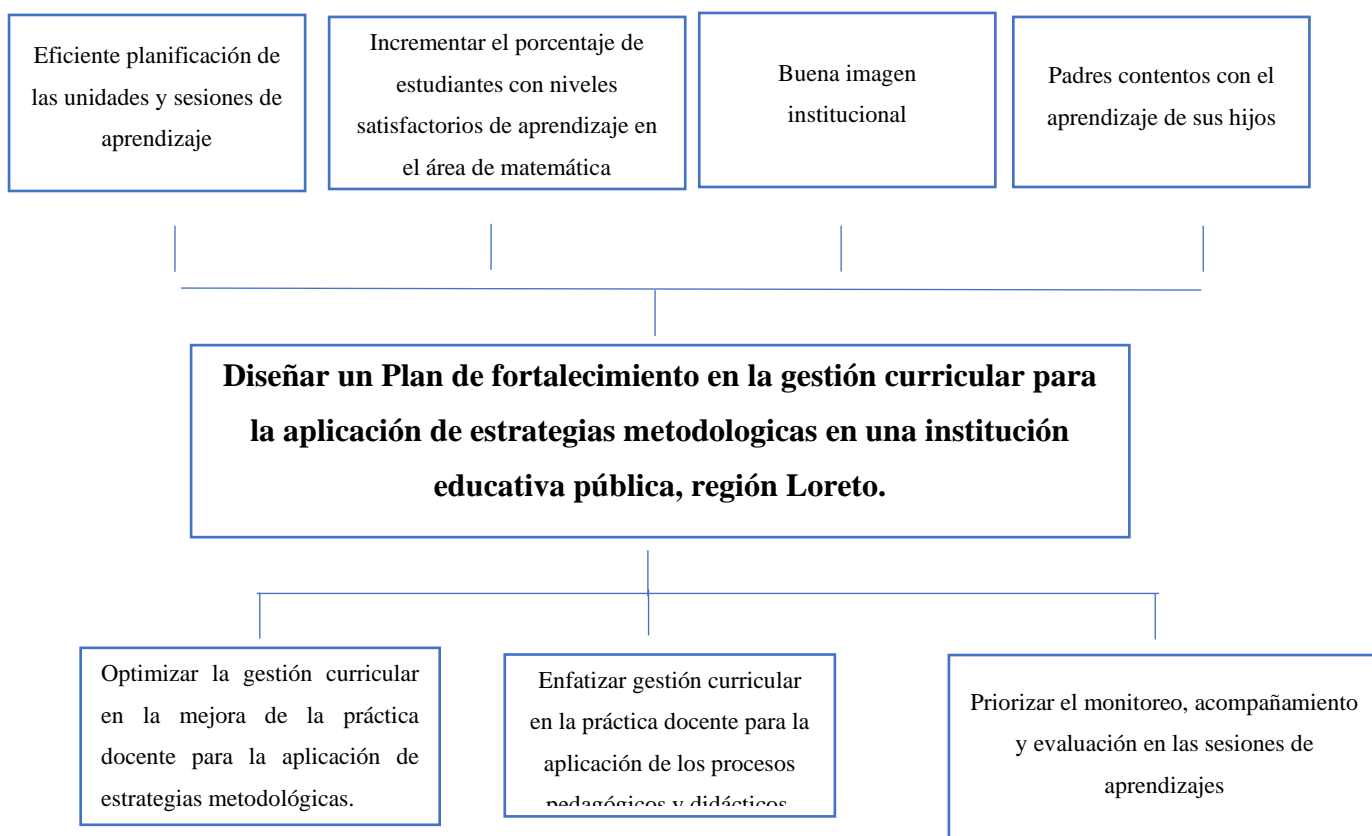 Eficiente planificación de
las unidades y sesiones de
aprendizaje
Incrementar el porcentaje de
estudiantes con niveles
satisfactorios de aprendizaje en
el área de matemática
Buena imagen
institucional
Padres contentos con el
aprendizaje de sus hijos
Diseñar un Plan de fortalecimiento en la gestión curricular para
la aplicación de estrategias metodologicas en una institución
educativa pública, región Loreto.
Optimizar la gestión curricular
en la mejora de la práctica
docente para la aplicación de
estrategias metodológicas.
Enfatizar gestión curricular
en la práctica docente para la
aplicación de los procesos
pedagógicos y didácticos
Priorizar el monitoreo, acompañamiento
y evaluación en las sesiones de
aprendizajes